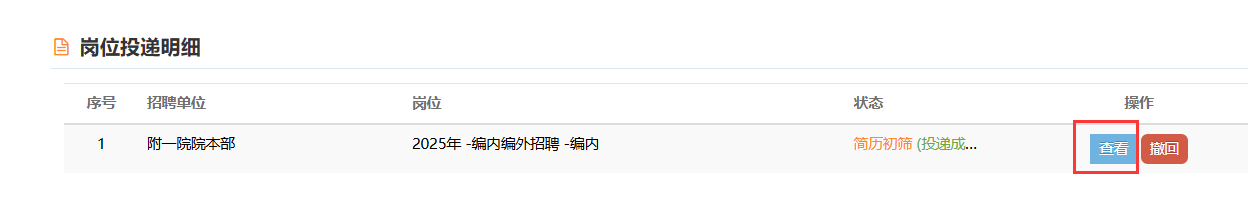 岗位投递明细
序号 招聘单位 岗位 状态 操作
1 附一院院本部 2025年 -编内编外招聘 -编内 简历初筛 (投递成... 查看 撤回